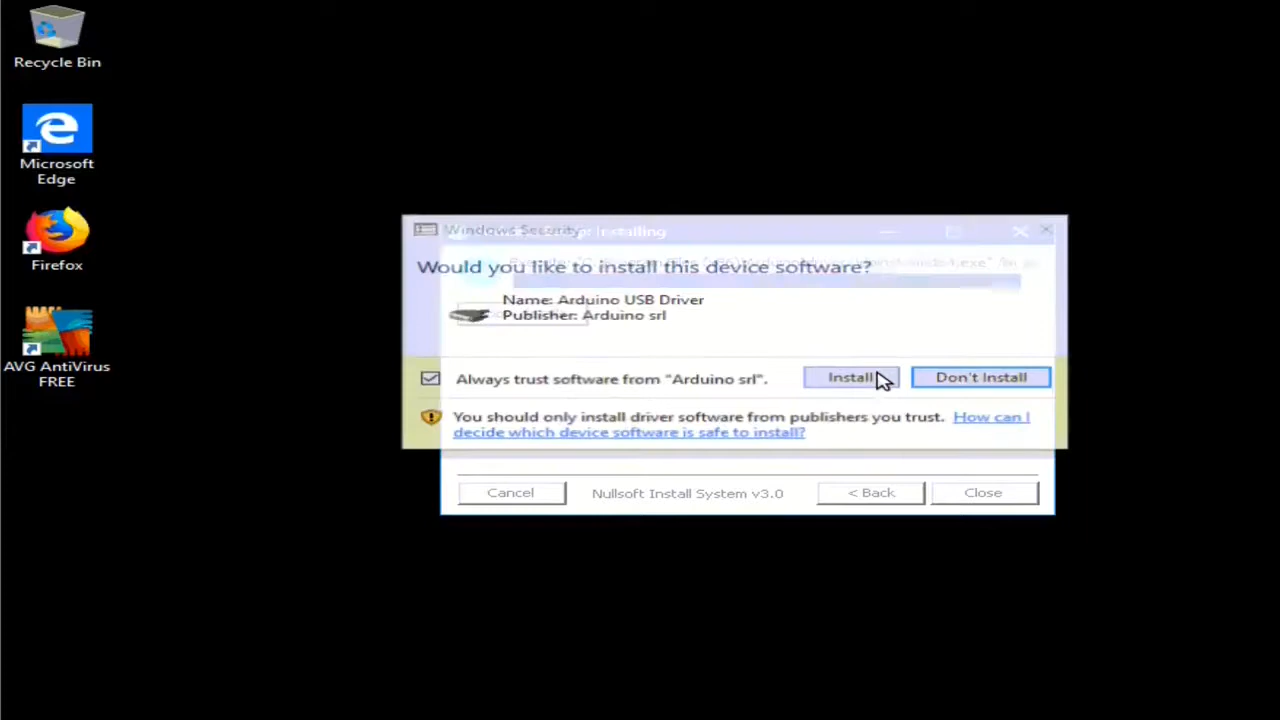 Recycle Bin
Microsoft
Edge
Firefox
AVG AntiVirus
FREE
Windows Security
Installing
Would you like to install this device software?
Name: Arduino USB Driver
Publisher: Arduino srl
Always trust software from "Arduino srl".
Install
Don't Install
You should only install driver software from publishers you trust. How can I
decide which device software is safe to install?
Cancel
Nullsoft Install System v3.0
< Back
Close